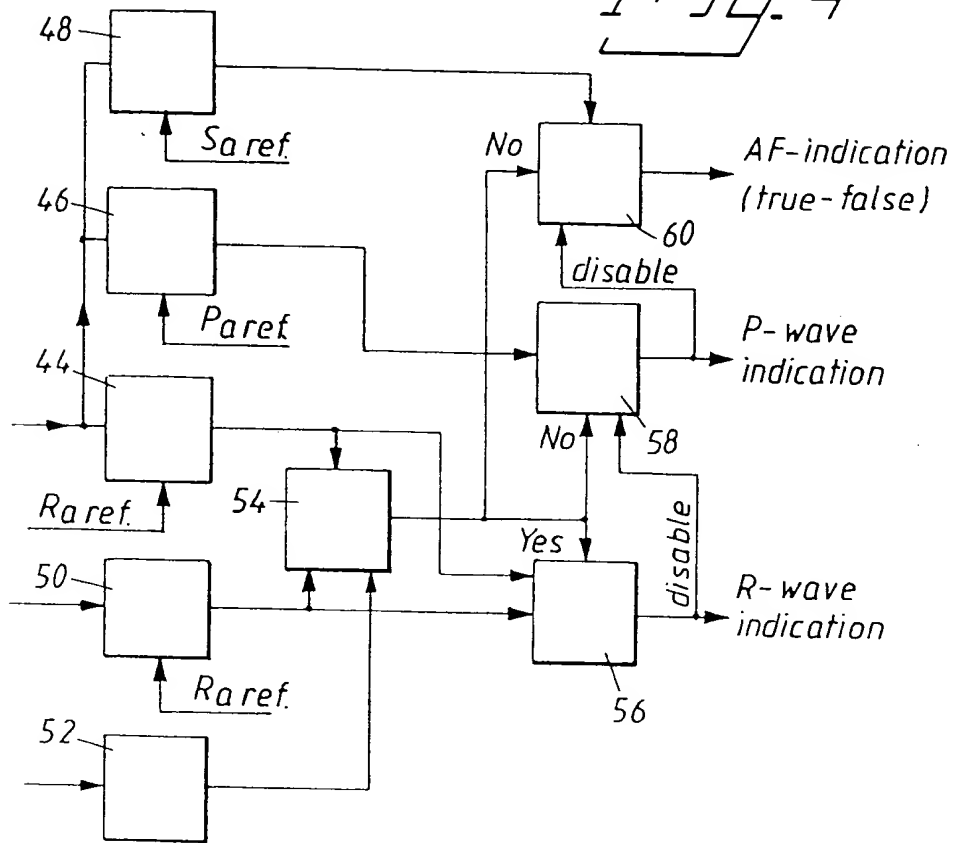 48
Sa ref.
No
AF-indication
(true-false)
46
60
disable
Pa ref.
P-wave
indication
44
No
58
54
Ra ref.
Yes
disable
50
R-wave
indication
Ra ref.
56
52